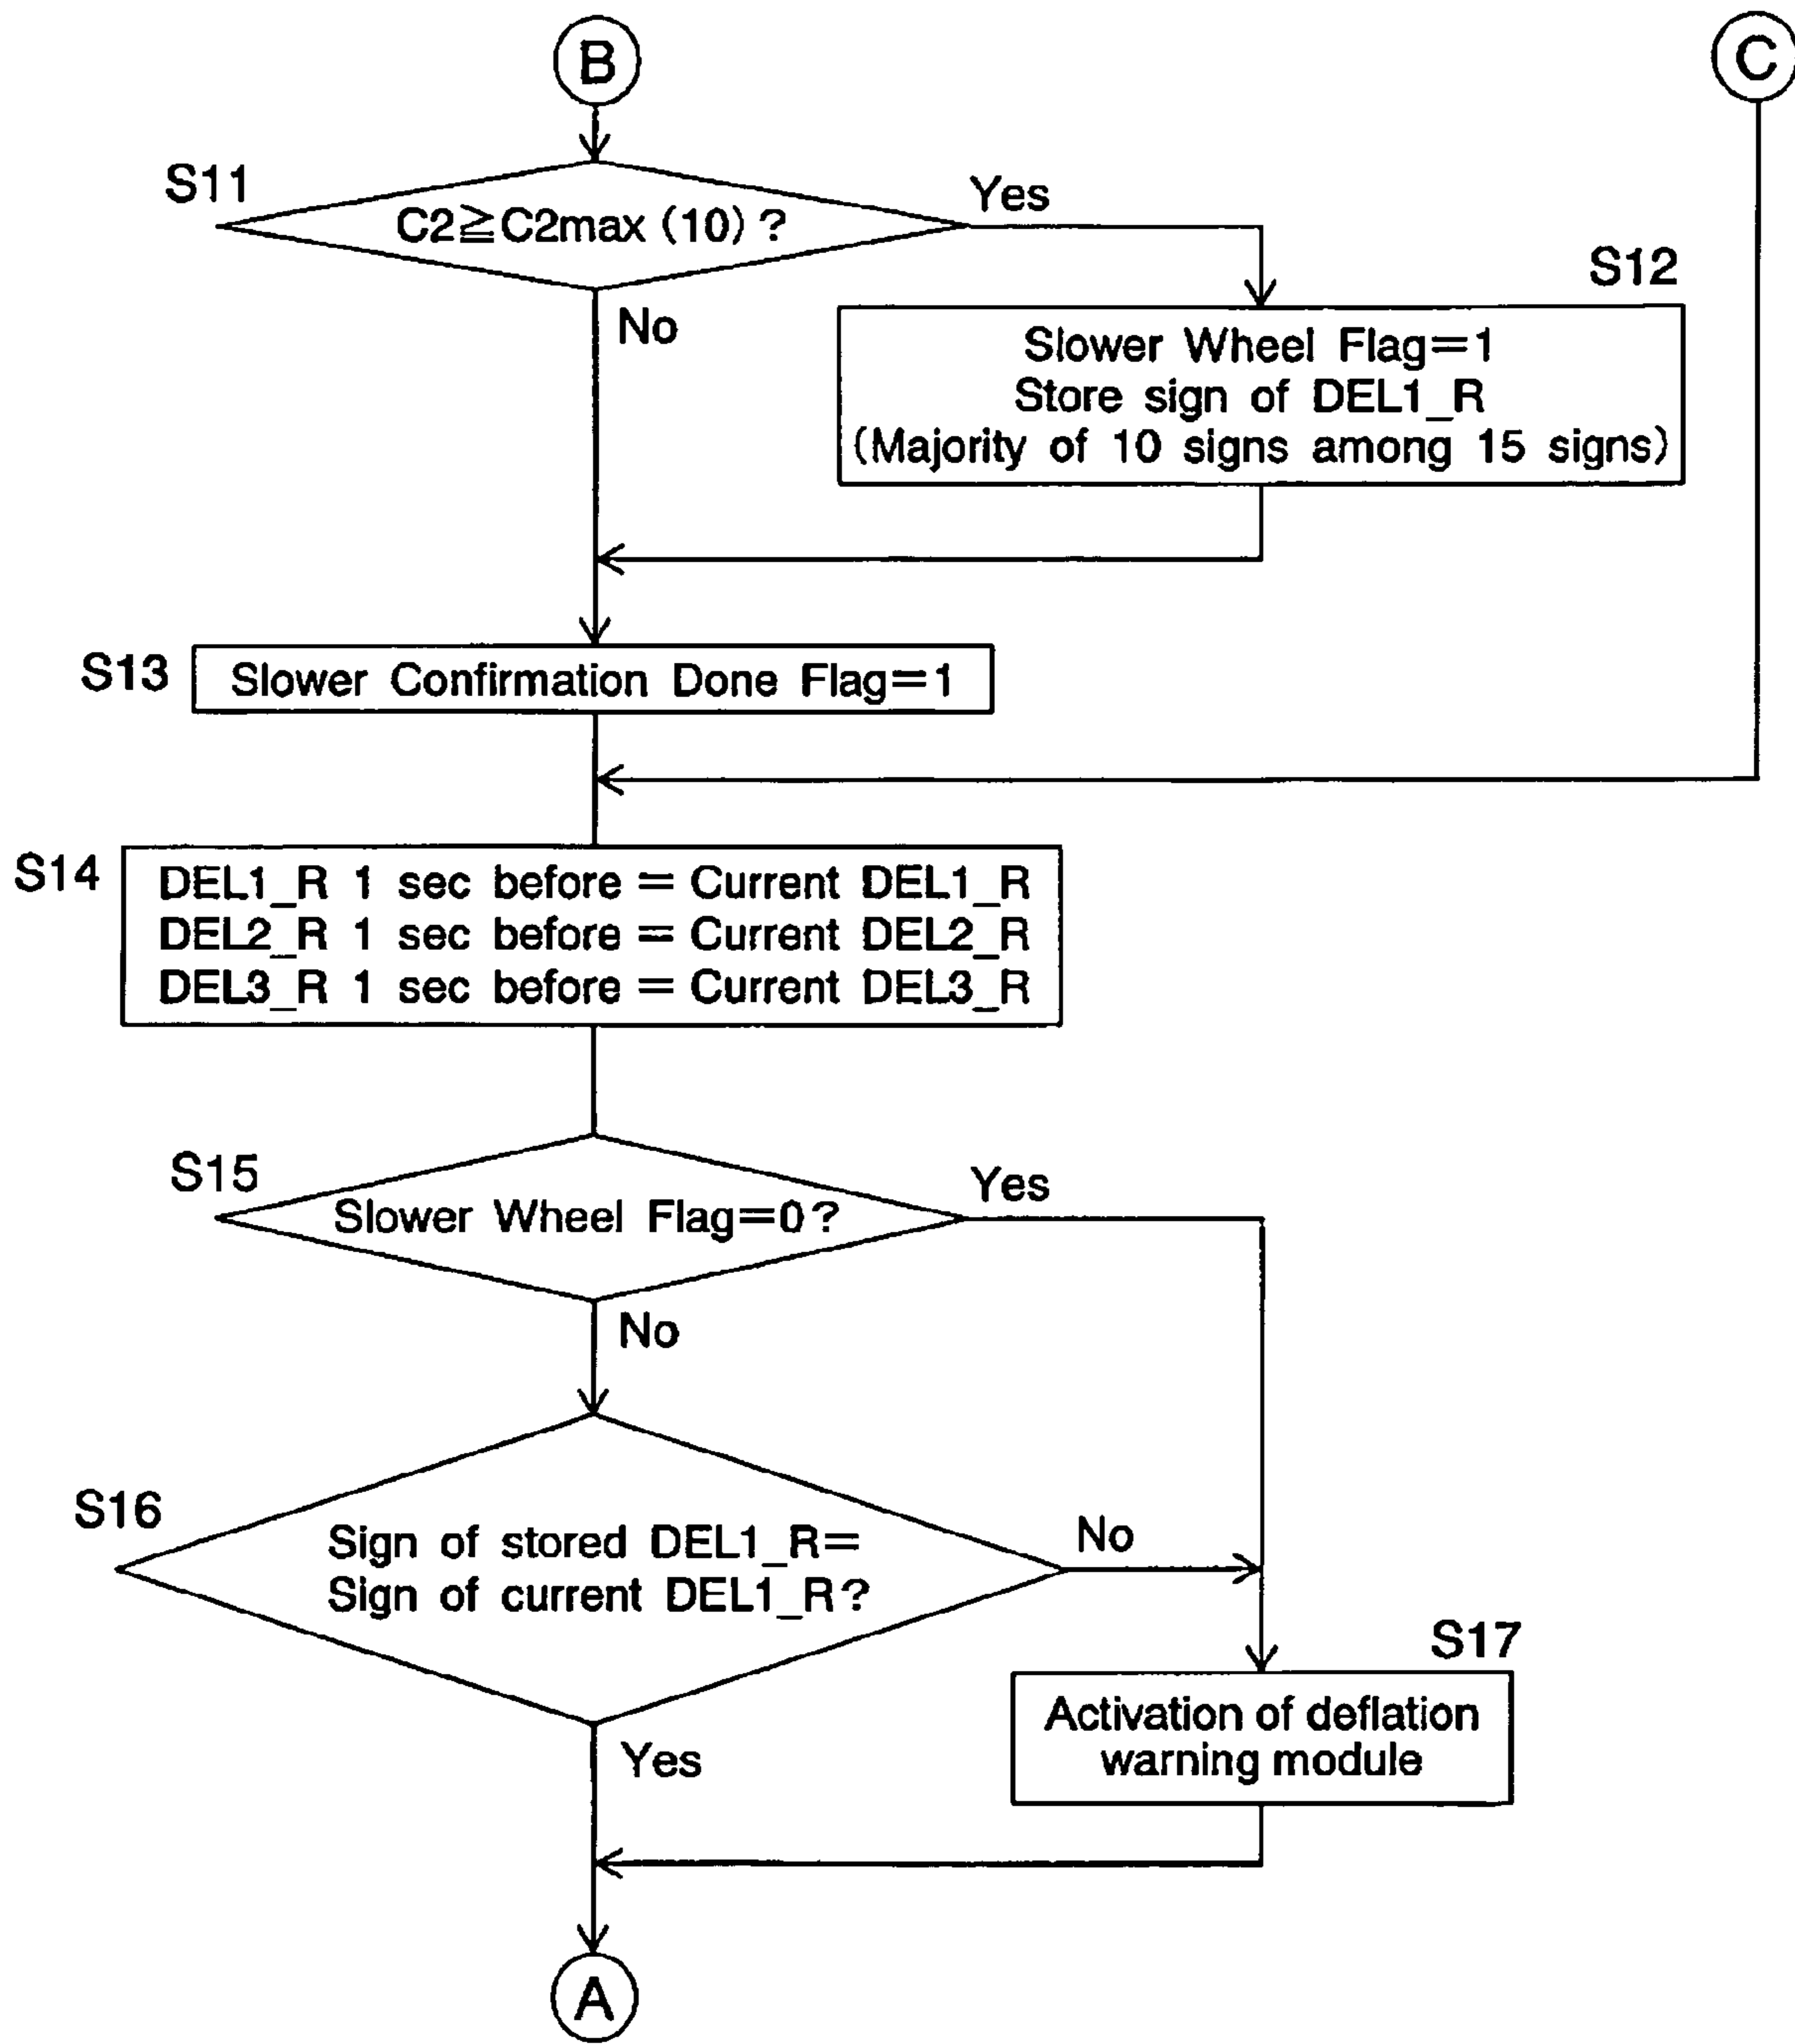 B
C
S11
C2≧C2max (10) ?
Yes
No
S12
Slower Wheel Flag=1
Store sign of DEL1_R
(Majority of 10 signs among 15 signs)
S13
Slower Confirmation Done Flag=1
S14
DEL1_R 1 sec before = Current DEL1_R
DEL2_R 1 sec before = Current DEL2_R
DEL3_R 1 sec before = Current DEL3_R
S15
Slower Wheel Flag=0?
Yes
No
S16
Sign of stored DEL1_R=
Sign of current DEL1_R?
No
Yes
S17
Activation of deflation
warning module
A